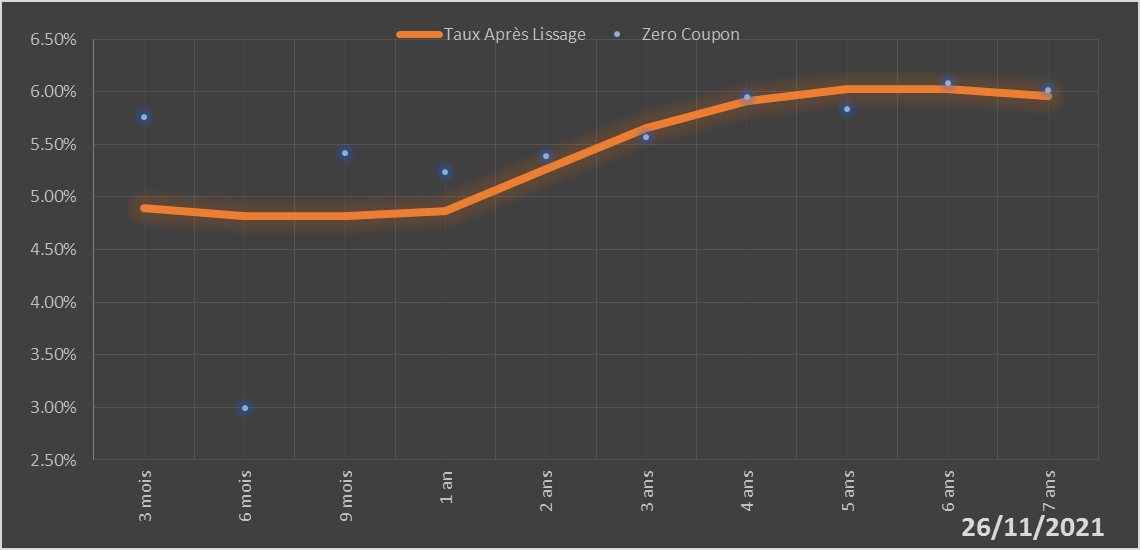 Taux Après Lissage
Zero Coupon
6.50%
6.00%
5.50%
5.00%
4.50%
4.00%
3.50%
3.00%
2.50%
3 mois
6 mois
9 mois
1 an
2 ans
3 ans
4 ans
5 ans
6 ans
7 ans
26/11/2021